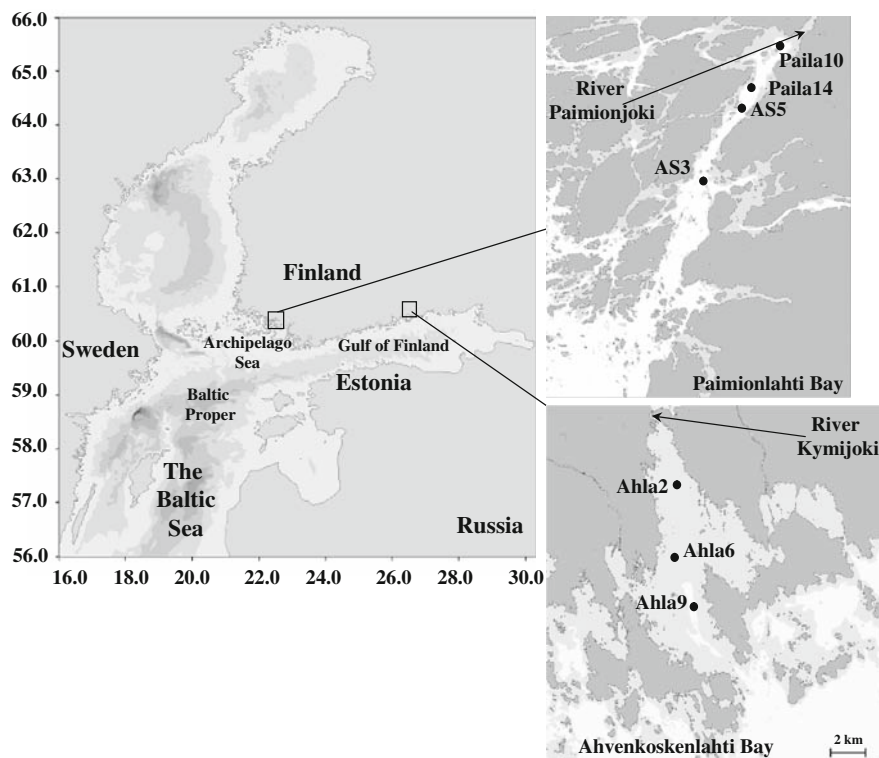 66.0
65.0
64.0
63.0
62.0
61.0
60.0
59.0
58.0
57.0
56.0
16.0 18.0 20.0 22.0 24.0 26.0 28.0 30.0
Finland
Sweden
Archipelago
Sea
Gulf of Finland
Estonia
Baltic
Proper
The
Baltic
Sea
Russia
Paila10
River
Paimionjoki
Paila14
AS5
AS3
Paimionlahti Bay
River
Kymijoki
Ahla2
Ahla6
Ahla9
Ahvenkoskenlahti Bay
2 km